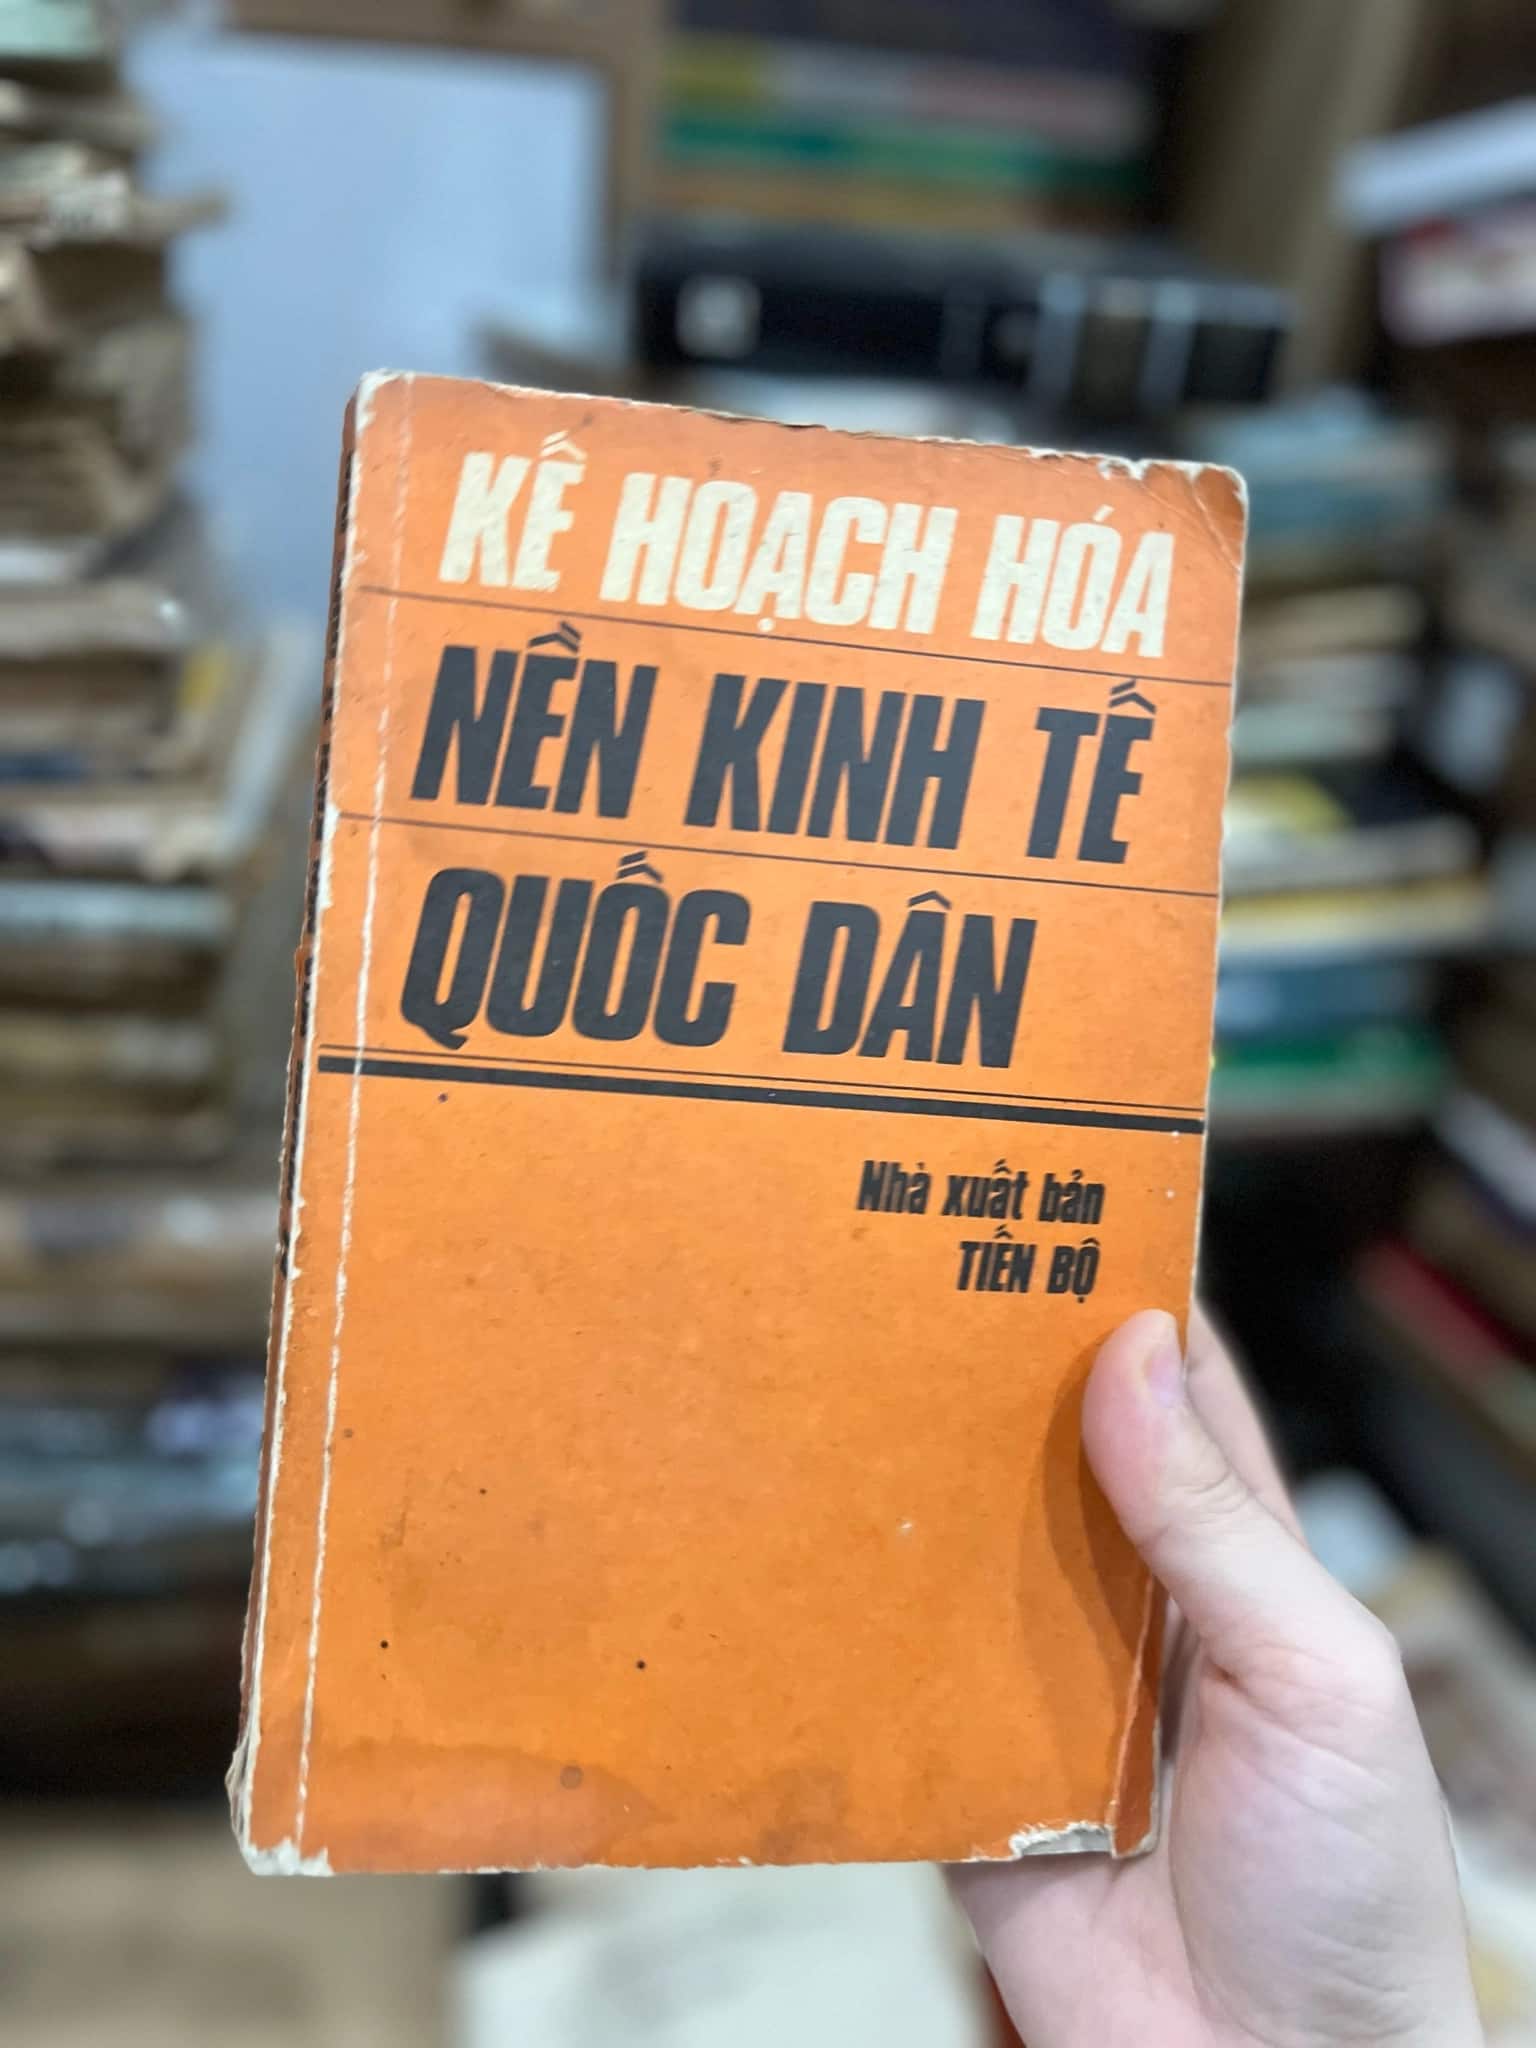 KẾ HOẠCH HÓA
NỀN KINH TẾ
QUỐC DÂN
Nhà xuất bản
TIẾN BỘ